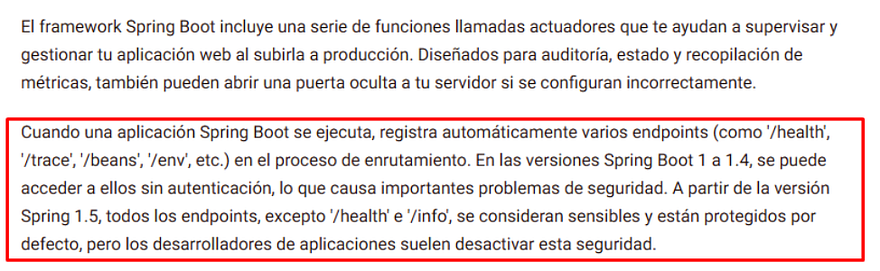 El framework Spring Boot incluye una serie de funciones llamadas actuadores que te ayudan a supervisar y
gestionar tu aplicación web al subirla a producción. Diseñados para auditoría, estado y recopilación de
métricas, también pueden abrir una puerta oculta a tu servidor si se configuran incorrectamente.
Cuando una aplicación Spring Boot se ejecuta, registra automáticamente varios endpoints (como '/health',
'/trace', '/beans', '/env', etc.) en el proceso de enrutamiento. En las versiones Spring Boot 1 a 1.4, se puede
acceder a ellos sin autenticación, lo que causa importantes problemas de seguridad. A partir de la versión
Spring 1.5, todos los endpoints, excepto '/health' e '/info', se consideran sensibles y están protegidos por
defecto, pero los desarrolladores de aplicaciones suelen desactivar esta seguridad.